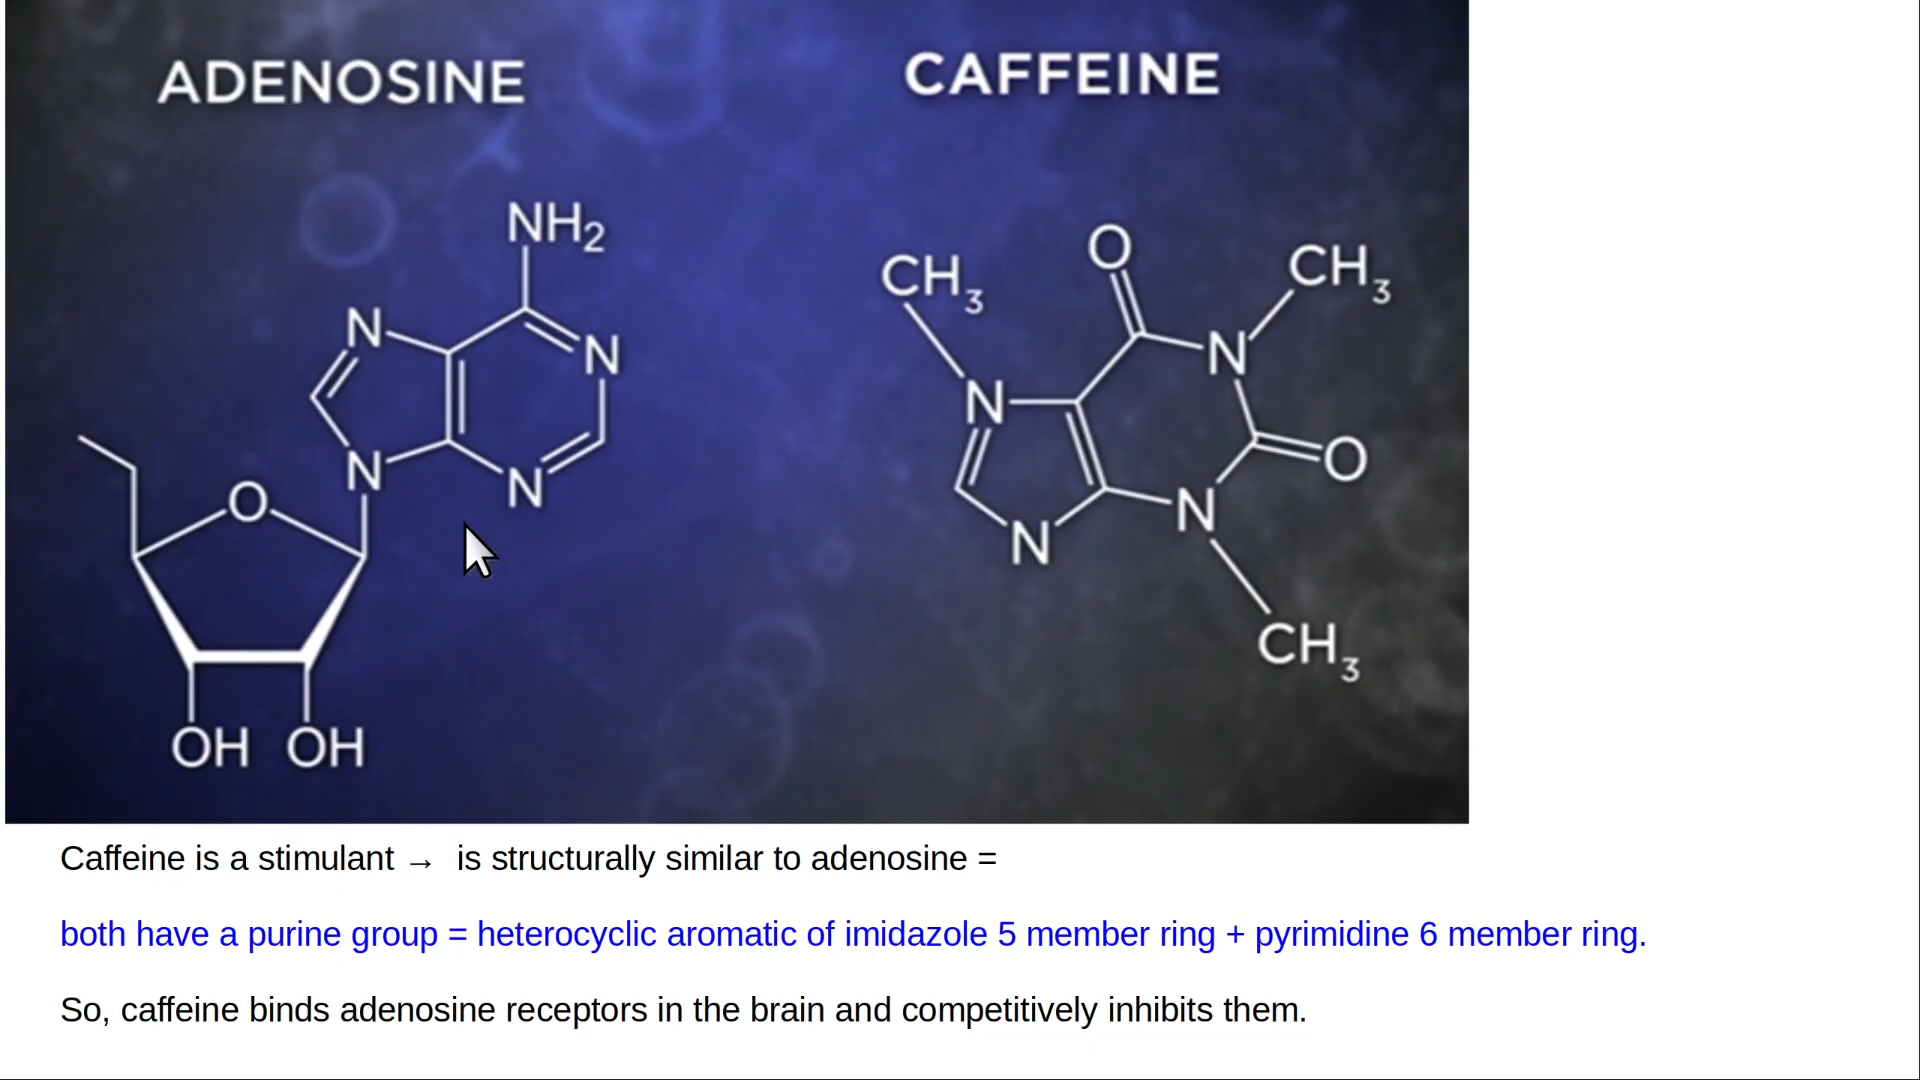 ADENOSINE
CAFFEINE
NH2
N
N
N
N
O
OH OH
O
CH3
CH3
N
N
O
N
N
CH3
Caffeine is a stimulant → is structurally similar to adenosine =
both have a purine group = heterocyclic aromatic of imidazole 5 member ring + pyrimidine 6 member ring.
So, caffeine binds adenosine receptors in the brain and competitively inhibits them.